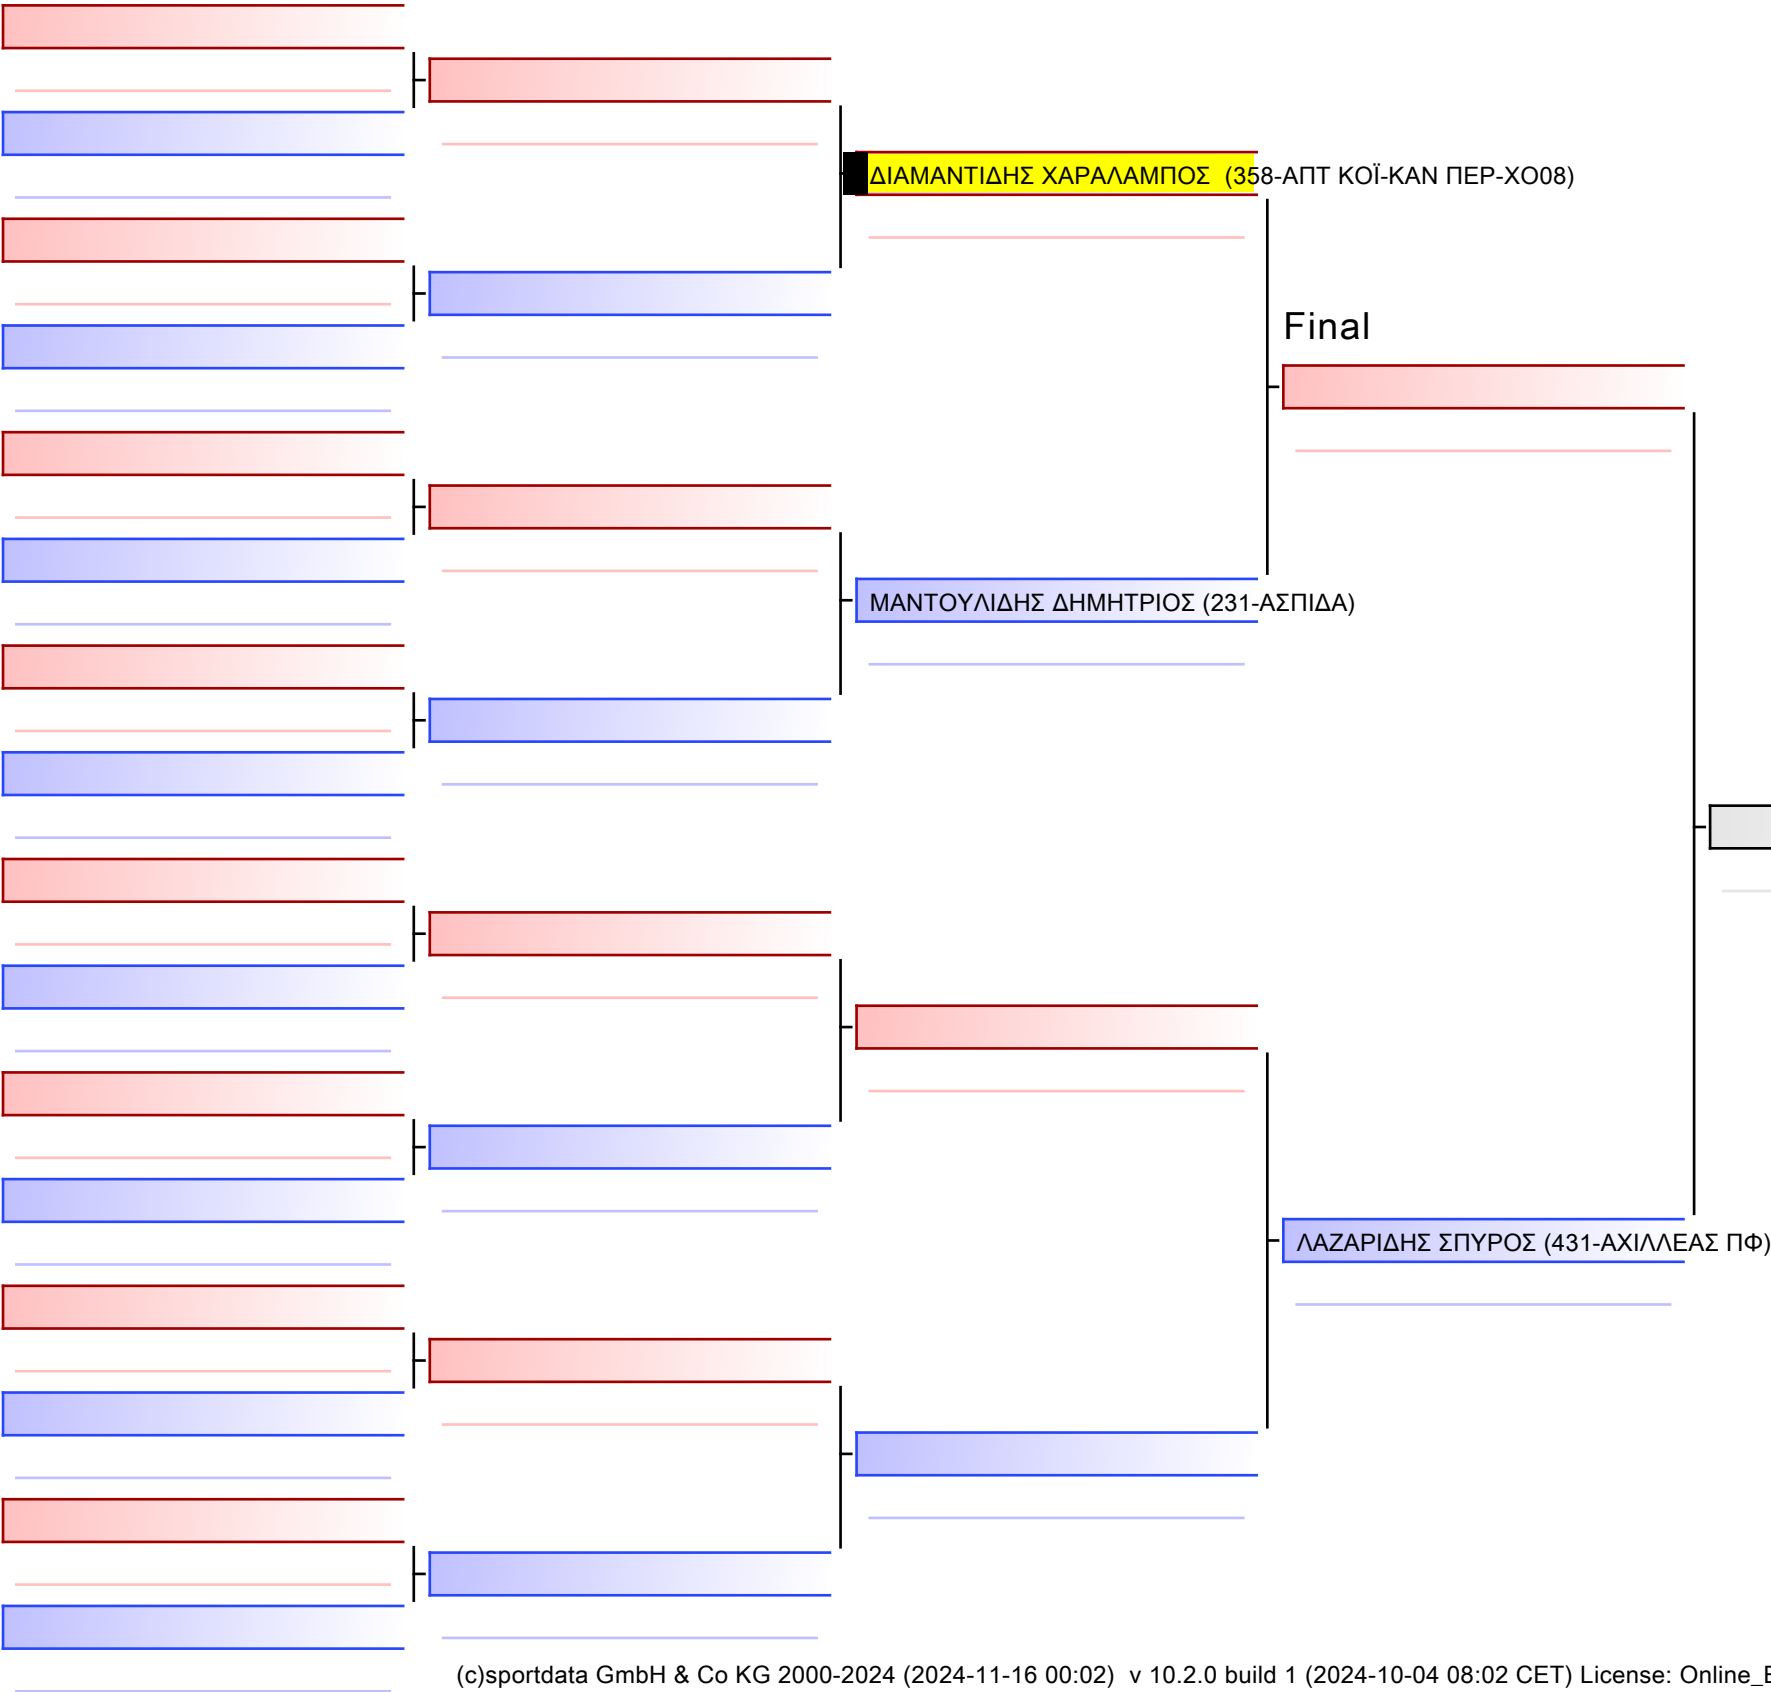 ΔΙΑΜΑΝΤΙΔΗΣ ΧΑΡΑΛΑΜΠΟΣ (358-ΑΠΤ ΚΟΪ-ΚΑΝ ΠΕΡ-ΧΟ08)
Final
ΜΑΝΤΟΥΛΙΔΗΣ ΔΗΜΗΤΡΙΟΣ (231-ΑΣΠΙΔΑ)
ΛΑΖΑΡΙΔΗΣ ΣΠΥΡΟΣ (431-ΑΧΙΛΛΕΑΣ ΠΦ)
(c)sportdata GmbH & Co KG 2000-2024 (2024-11-16 00:02) v 10.2.0 build 1 (2024-10-04 08:02 CET) License: Online_